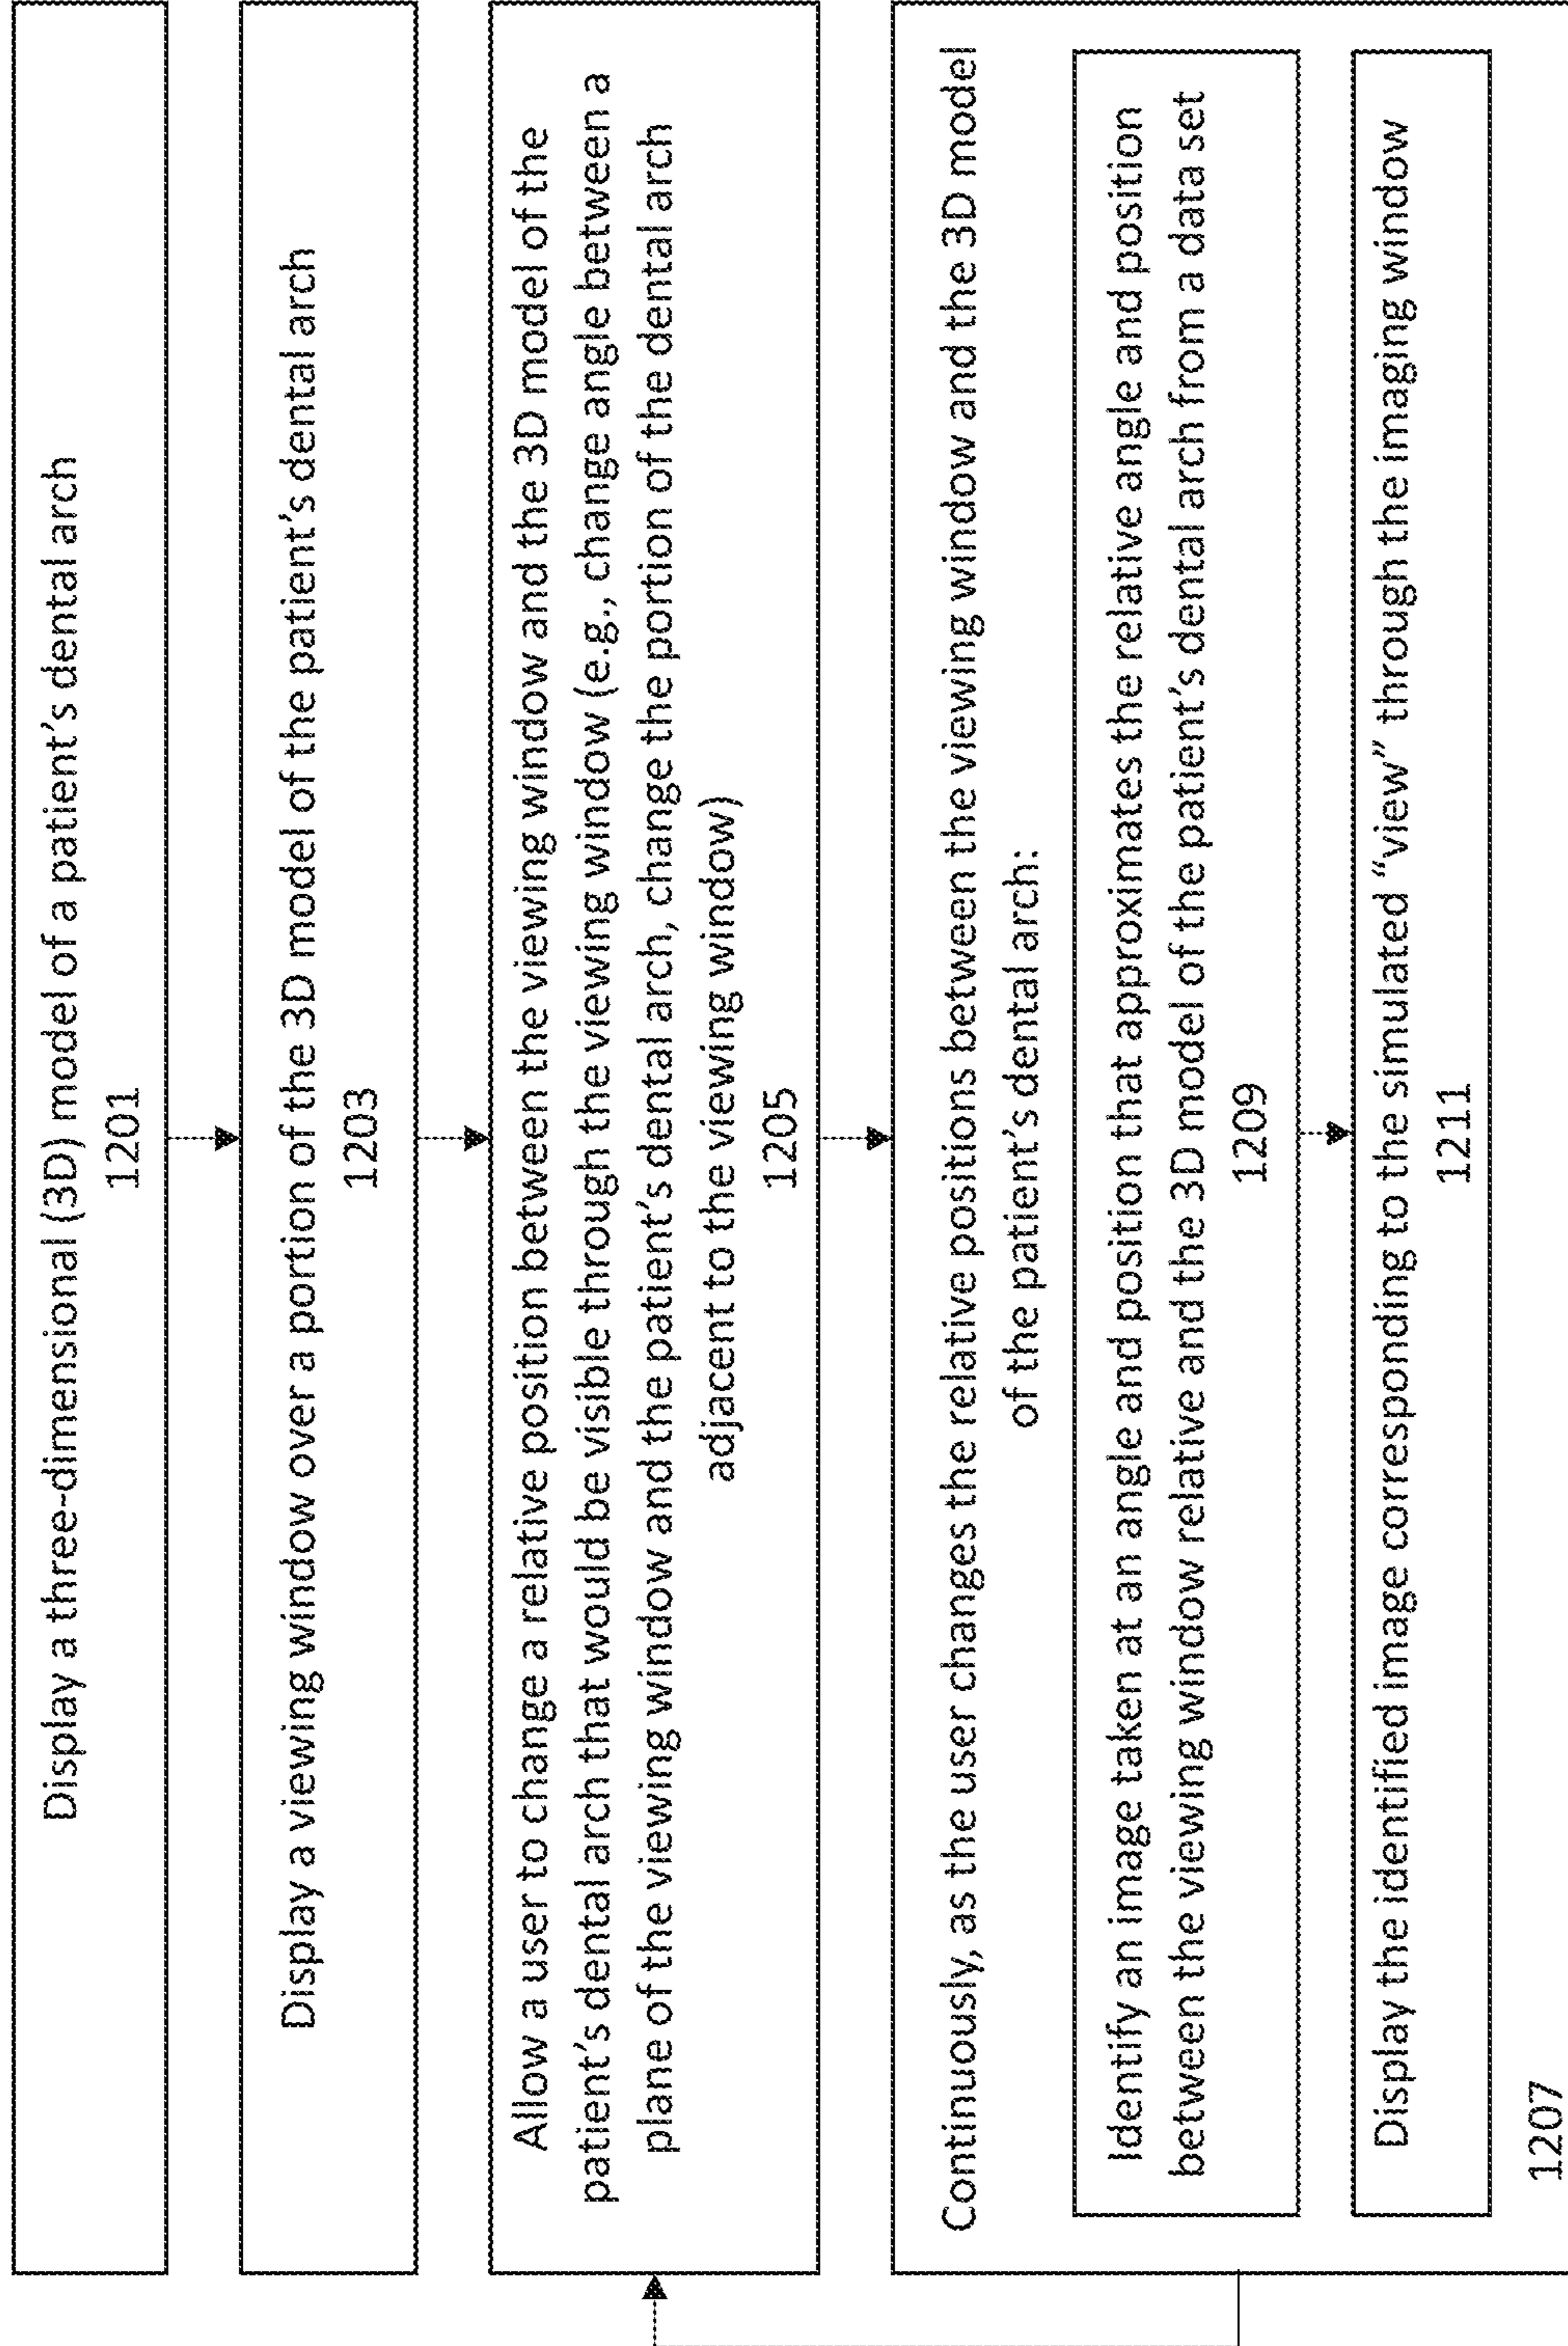 Display a three-dimensional (3D) model of a patient's dental arch
1201
Display a viewing window over a portion of the 3D model of the patient's dental arch
1203
Allow a user to change a relative position between the viewing window and the 3D model of the
patient's dental arch that would be visible through the viewing window (e.g., change angle between a
plane of the viewing window and the patient's dental arch, change the portion of the dental arch
adjacent to the viewing window)
1205
Continuously, as the user changes the relative positions between the viewing window and the 3D model
of the patient's dental arch:
Identify an image taken at an angle and position that approximates the relative angle and position
between the viewing window relative and the 3D model of the patient's dental arch from a data set
1209
Display the identified image corresponding to the simulated “view” through the imaging window
1211
1207